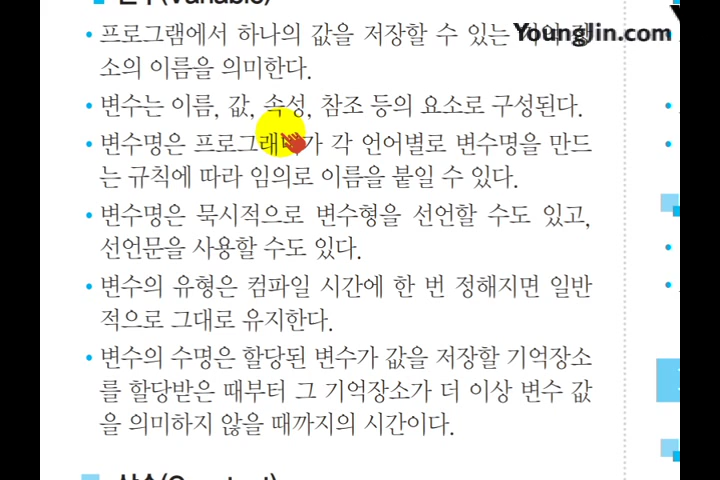 • 프로그램에서 하나의 값을 저장할 수 있는
YoungJin.com
소의 이름을 의미한다.
• 변수는 이름, 값, 속성, 참조 등의 요소로 구성된다.
• 변수명은 각 언어별로 변수명을 만드
는 규칙에 따라 임의로 이름을 붙일 수 있다.
• 변수명은 묵시적으로 변수형을 선언할 수도 있고,
선언문을 사용할 수도 있다.
• 변수의 유형은 컴파일 시간에 한 번 정해지면 일반
적으로 그대로 유지한다.
• 변수의 수명은 할당된 변수가 값을 저장할 기억장소
를 할당받은 때부터 그 기억장소가 더 이상 변수 값
을 의미하지 않을 때까지의 시간이다.